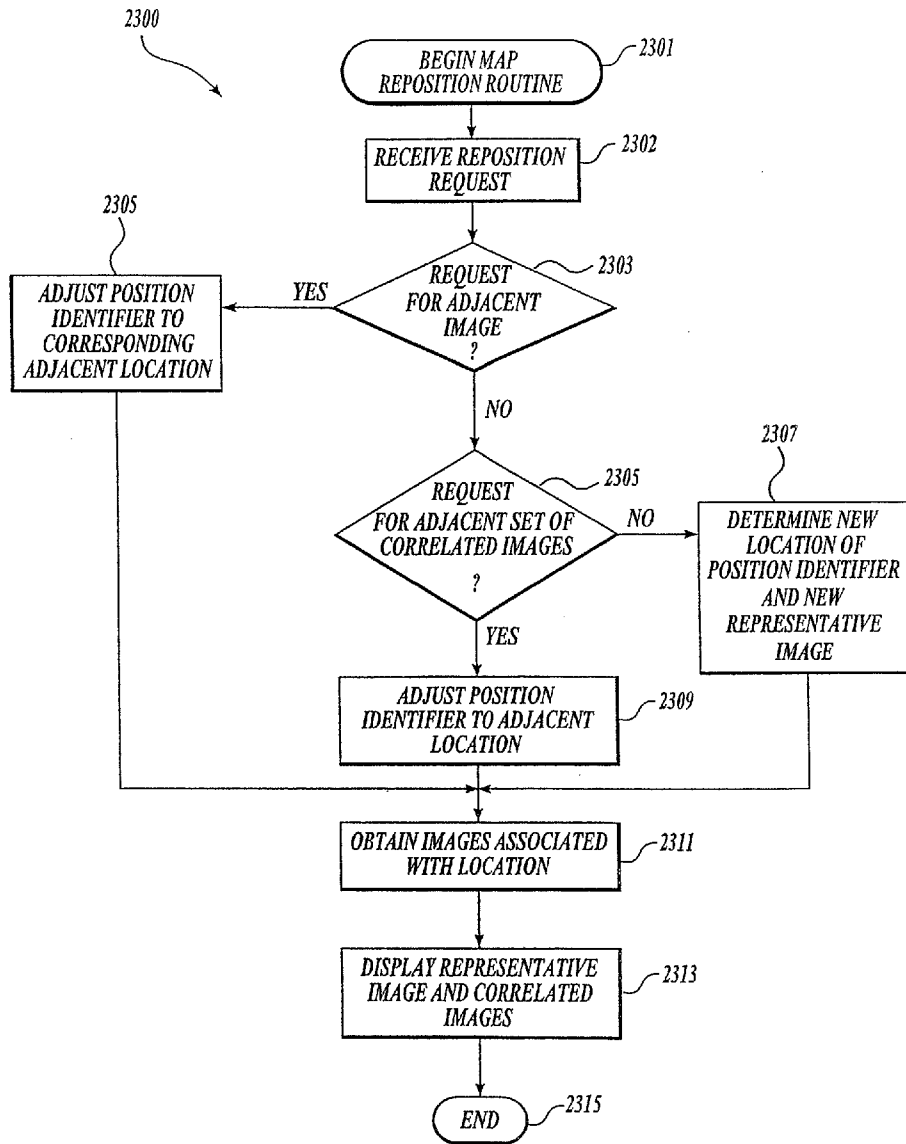 2300
BEGIN MAP
REPOSITION ROUTINE
2301
RECEIVE REPOSITION
REQUEST
2302
REQUEST
FOR ADJACENT
IMAGE
?
2303
YES
2305
ADJUST POSITION
IDENTIFIER TO
CORRESPONDING
ADJACENT LOCATION
NO
REQUEST
FOR ADJACENT SET OF
CORRELATED IMAGES
?
2305
NO
2307
DETERMINE NEW
LOCATION OF
POSITION IDENTIFIER
AND NEW
REPRESENTATIVE
IMAGE
YES
ADJUST POSITION
IDENTIFIER TO ADJACENT
LOCATION
2309
OBTAIN IMAGES ASSOCIATED
WITH LOCATION
2311
DISPLAY REPRESENTATIVE
IMAGE AND CORRELATED
IMAGES
2313
END
2315